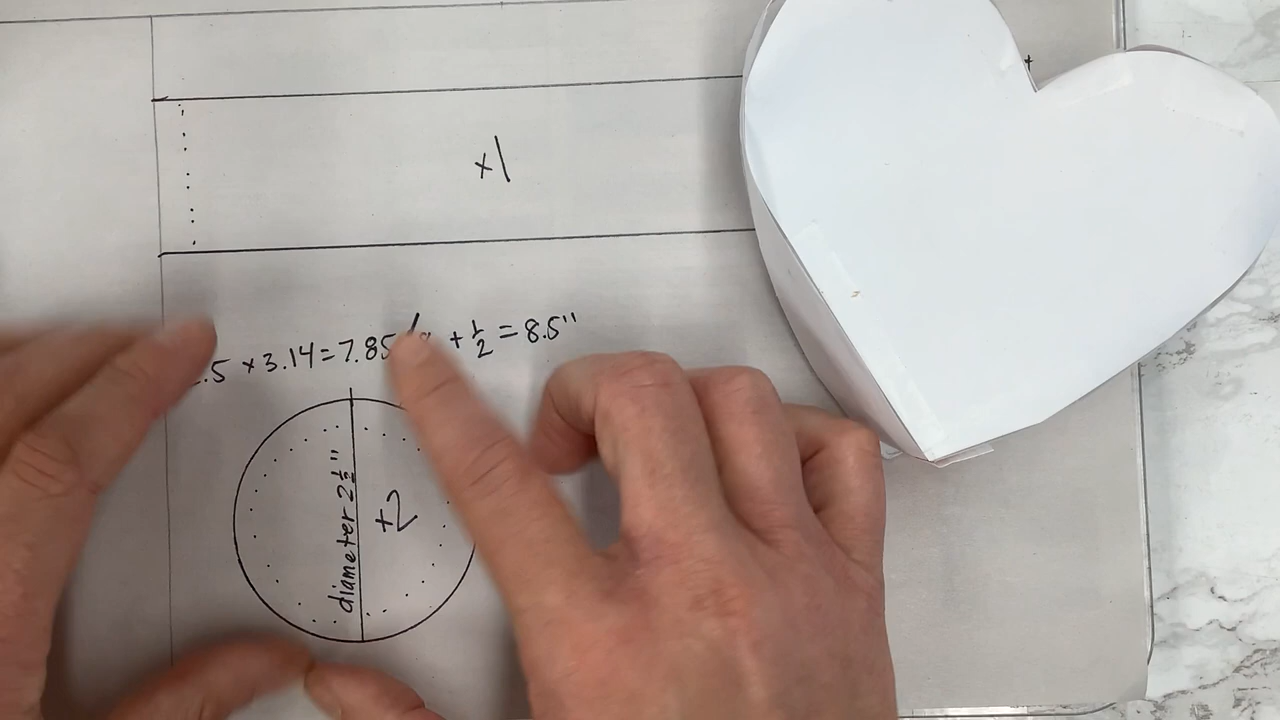 x1
.5 x 3.14 = 7.85 + 1/2 = 8.5"
diameter 2 1/2"
x2